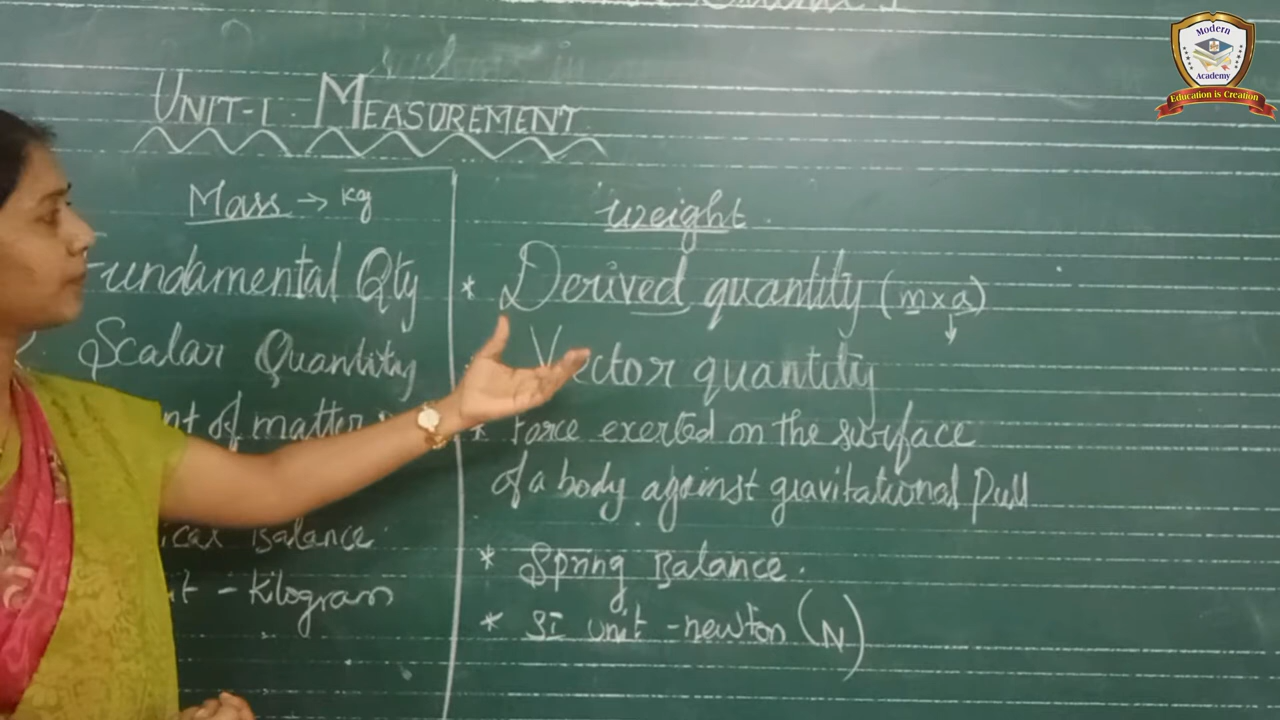 UNIT-1. MEASUREMENT
Mass → kg
Fundamental Qty
Scalar Quantity
of matter
Balance.
- Kilogram
Weight.
* Derived quantity (m x a)
Vector quantity
* Force exerted on the surface
of a body against gravitational Pull
* Spring Balance.
* SI unit - newton (N)
Modern
Academy
Education is Creation